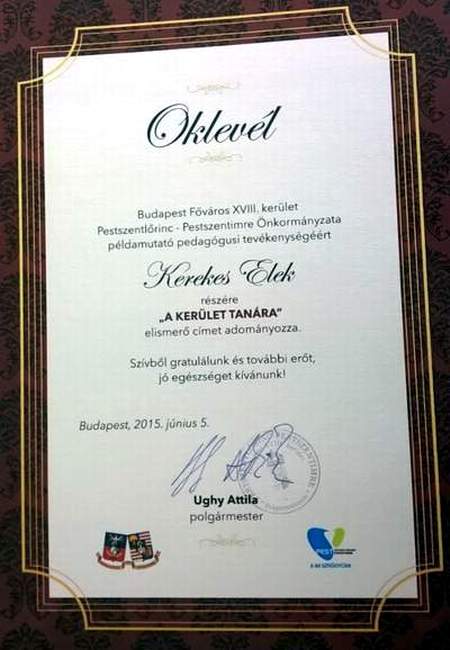 Oklevél
Budapest Főváros XVIII. kerület
Pestszentlőrinc - Pestszentimre Önkormányzata
példamutató pedagógusi tevékenységéért
Kerekes Elek
részére
„A KERÜLET TANÁRA”
elismerő címet adományozza.
Szívből gratulálunk és további erőt,
jó egészséget kívánunk!
Budapest, 2015. június 5.
Ughy Attila
polgármester
PEST